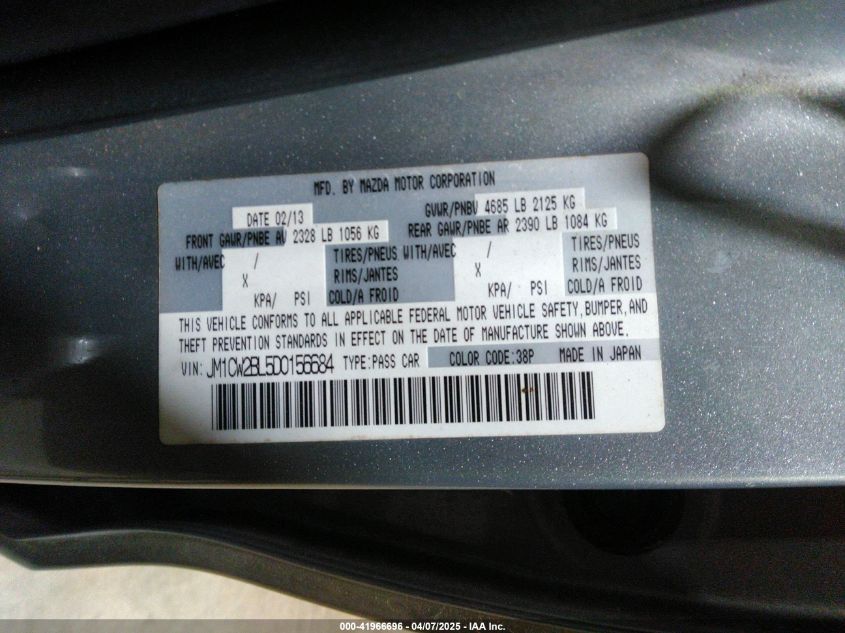 MFD. BY MAZDA MOTOR CORPORATION
DATE 02/13 GVWR/PNBV 4685 LB 2125 KG
FRONT GAWR/PNBE AV 2328 LB 1056 KG REAR GAWR/PNBE AR 2390 LB 1084 KG
WITH/AVEC / TIRES/PNEUS WITH/AVEC / TIRES/PNEUS
X RIMS/JANTES X RIMS/JANTES
KPA/ PSI COLD/A FROID KPA/ PSI COLD/A FROID
THIS VEHICLE CONFORMS TO ALL APPLICABLE FEDERAL MOTOR VEHICLE SAFETY, BUMPER, AND
THEFT PREVENTION STANDARDS IN EFFECT ON THE DATE OF MANUFACTURE SHOWN ABOVE.
VIN: JM1CW2BL5D0156684 TYPE:PASS CAR COLOR CODE:38P MADE IN JAPAN
000-41966696 - 04/07/2025 - IAA Inc.